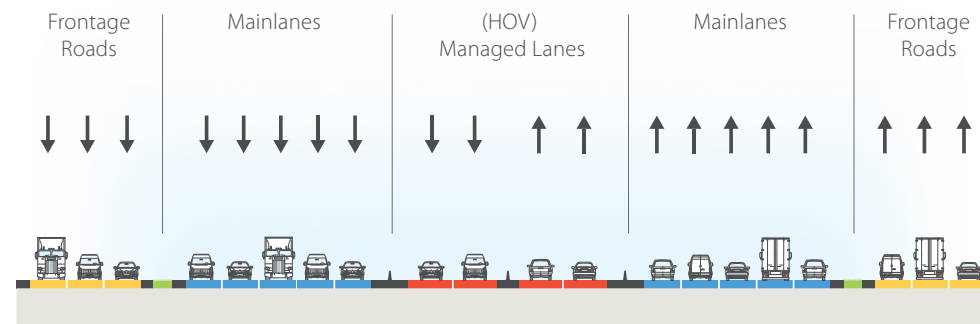 Frontage
Roads
Mainlanes
(HOV)
Managed Lanes
Mainlanes
Frontage
Roads